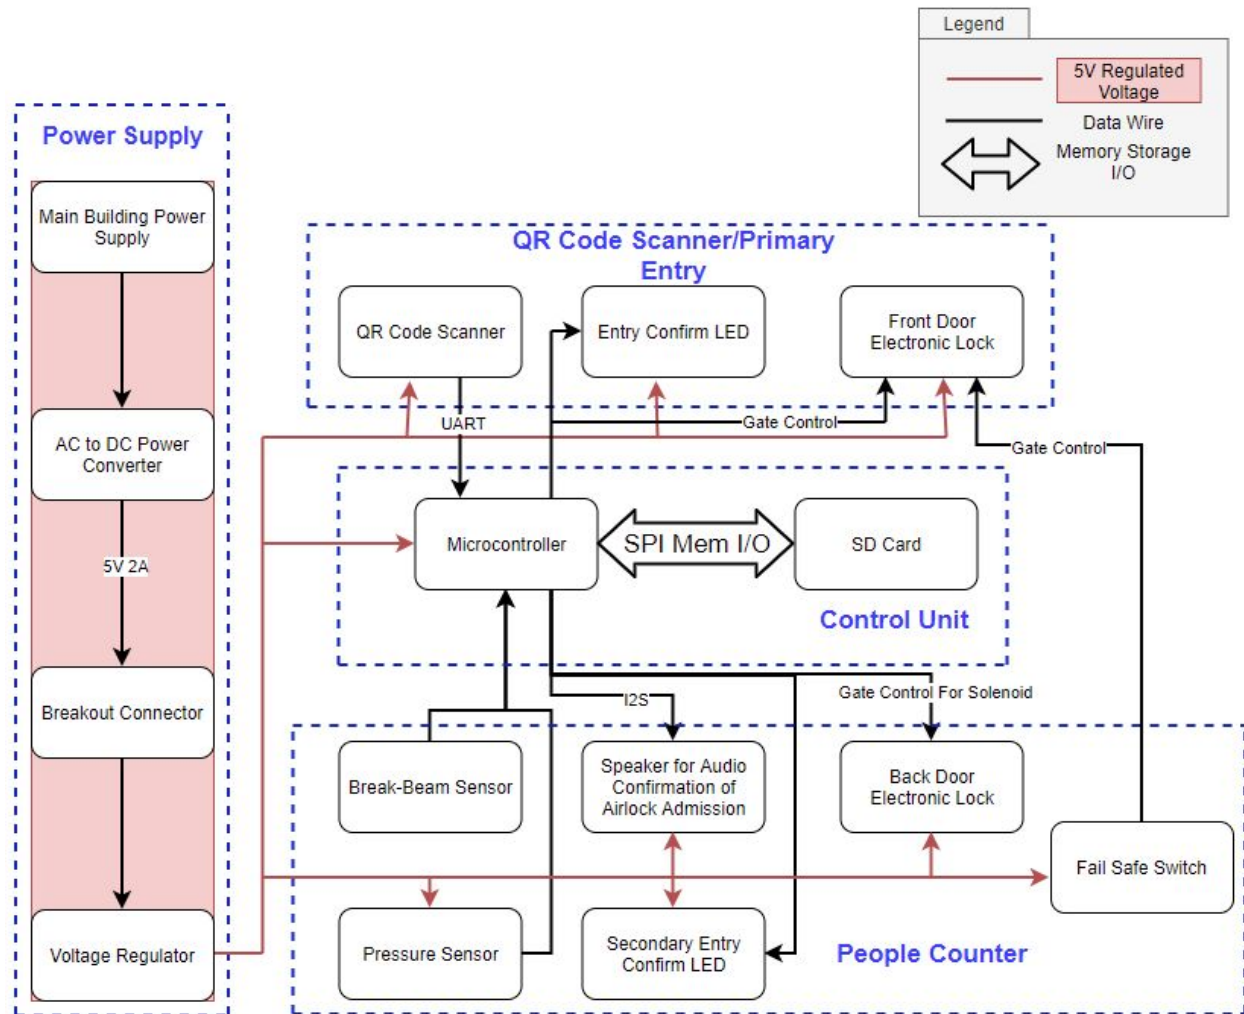 Legend
5V Regulated
Voltage
Data Wire
Memory Storage
I/O
Power Supply
Main Building Power
Supply
AC to DC Power
Converter
5V 2A
Breakout Connector
Voltage Regulator
QR Code Scanner/Primary
Entry
QR Code Scanner
Entry Confirm LED
Front Door
Electronic Lock
UART
Gate Control
Gate Control
Microcontroller
SPI Mem I/O
SD Card
Control Unit
I2S
Gate Control For Solenoid
Break-Beam Sensor
Speaker for Audio
Confirmation of
Airlock Admission
Back Door
Electronic Lock
Fail Safe Switch
Pressure Sensor
Secondary Entry
Confirm LED
People Counter